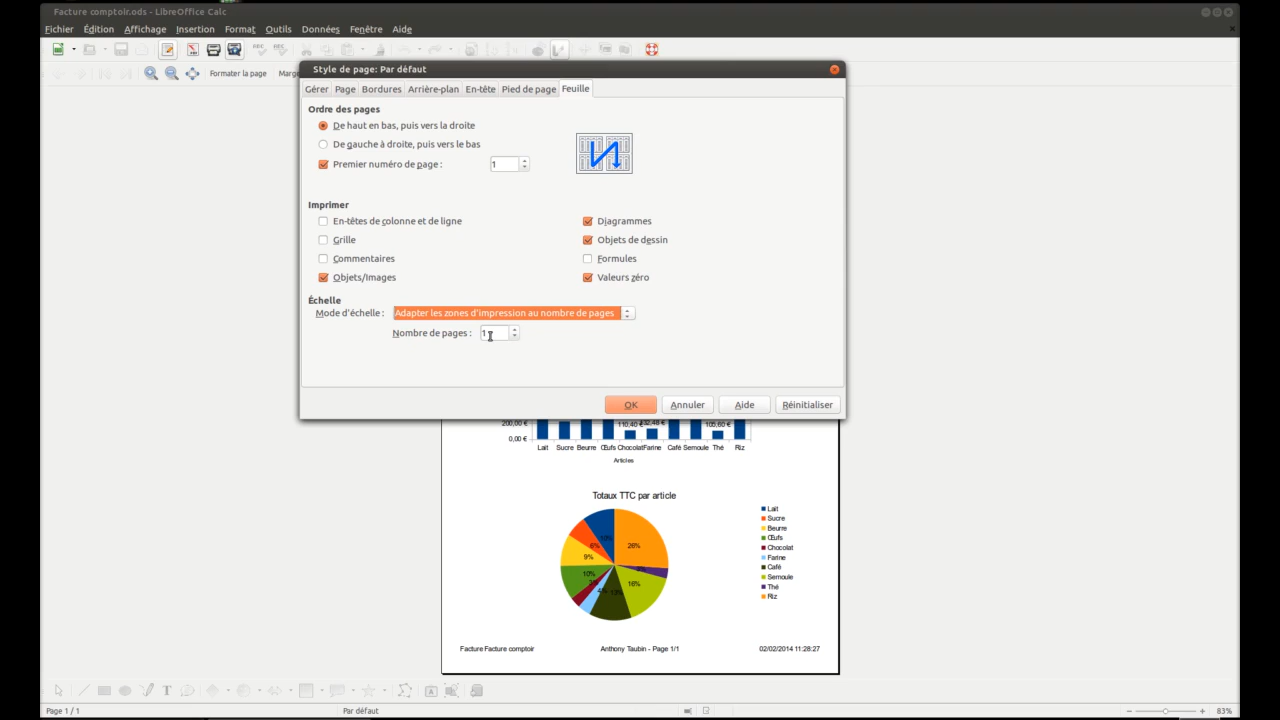 Facture comptoir.ods - LibreOffice Calc
Fichier Édition Affichage Insertion Format Outils Données Fenêtre Aide
Formater la page
Style de page: Par défaut
Gérer Page Bordures Arrière-plan En-tête Pied de page Feuille
Ordre des pages
De haut en bas, puis vers la droite
De gauche à droite, puis vers le bas
Premier numéro de page : 1
Imprimer
En-têtes de colonne et de ligne Diagrammes
Grille Objets de dessin
Commentaires Formules
Objets/Images Valeurs zéro
Échelle
Mode d'échelle : Adapter les zones d'impression au nombre de pages
Nombre de pages : 1
OK Annuler Aide Réinitialiser
200,00 € 110,40 € 105,60 €
0,00 €
Lait Sucre Beurre Œufs Chocolat Farine Café Semoule Thé Riz
Articles
Totaux TTC par article
Lait
Sucre
Beurre
Œufs
Chocolat
Farine
Café
Semoule
Thé
Riz
26%
9%
10%
16%
Facture Facture comptoir Anthony Taubin - Page 1/1 02/02/2014 11:28:27
Page 1 / 1 Par défaut 83%